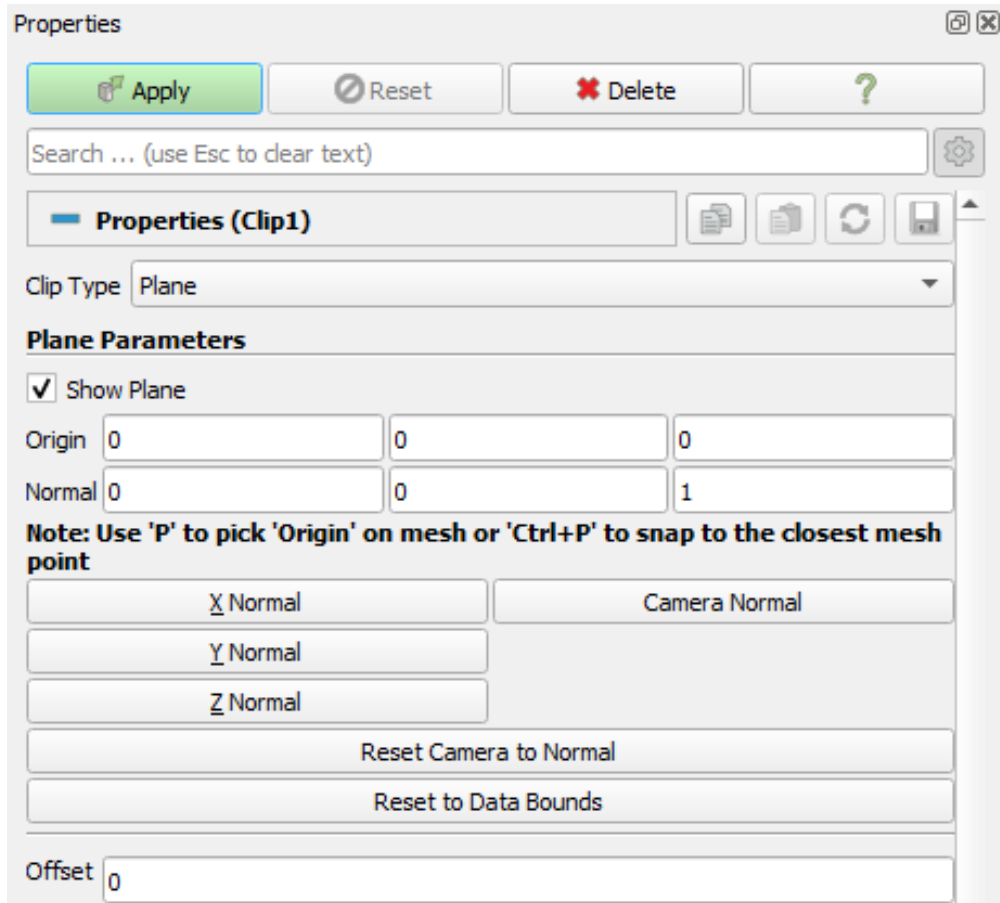 Properties
Apply Reset Delete ?
Search ... (use Esc to clear text)
Properties (Clip1)
Clip Type Plane
Plane Parameters
Show Plane
Origin 0 0 0
Normal 0 0 1
Note: Use 'P' to pick 'Origin' on mesh or 'Ctrl+P' to snap to the closest mesh
point
X Normal Camera Normal
Y Normal
Z Normal
Reset Camera to Normal
Reset to Data Bounds
Offset 0